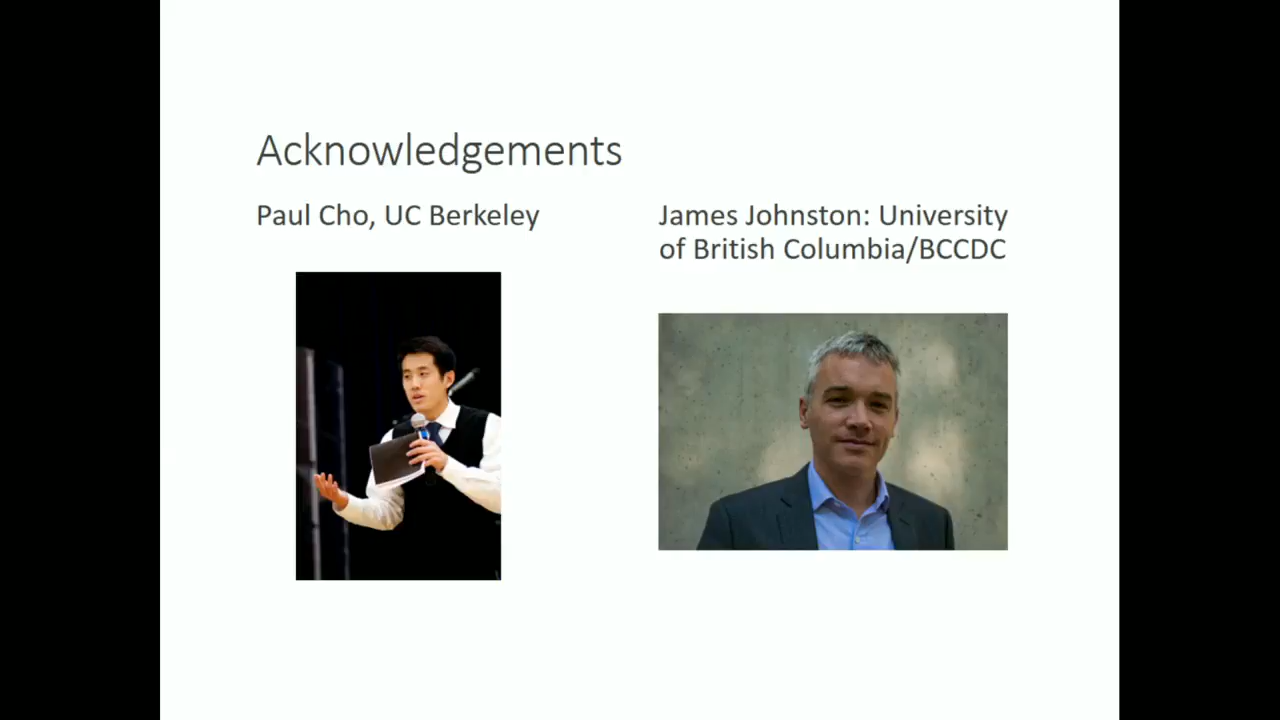 Acknowledgements
Paul Cho, UC Berkeley
James Johnston: University
of British Columbia/BCCDC